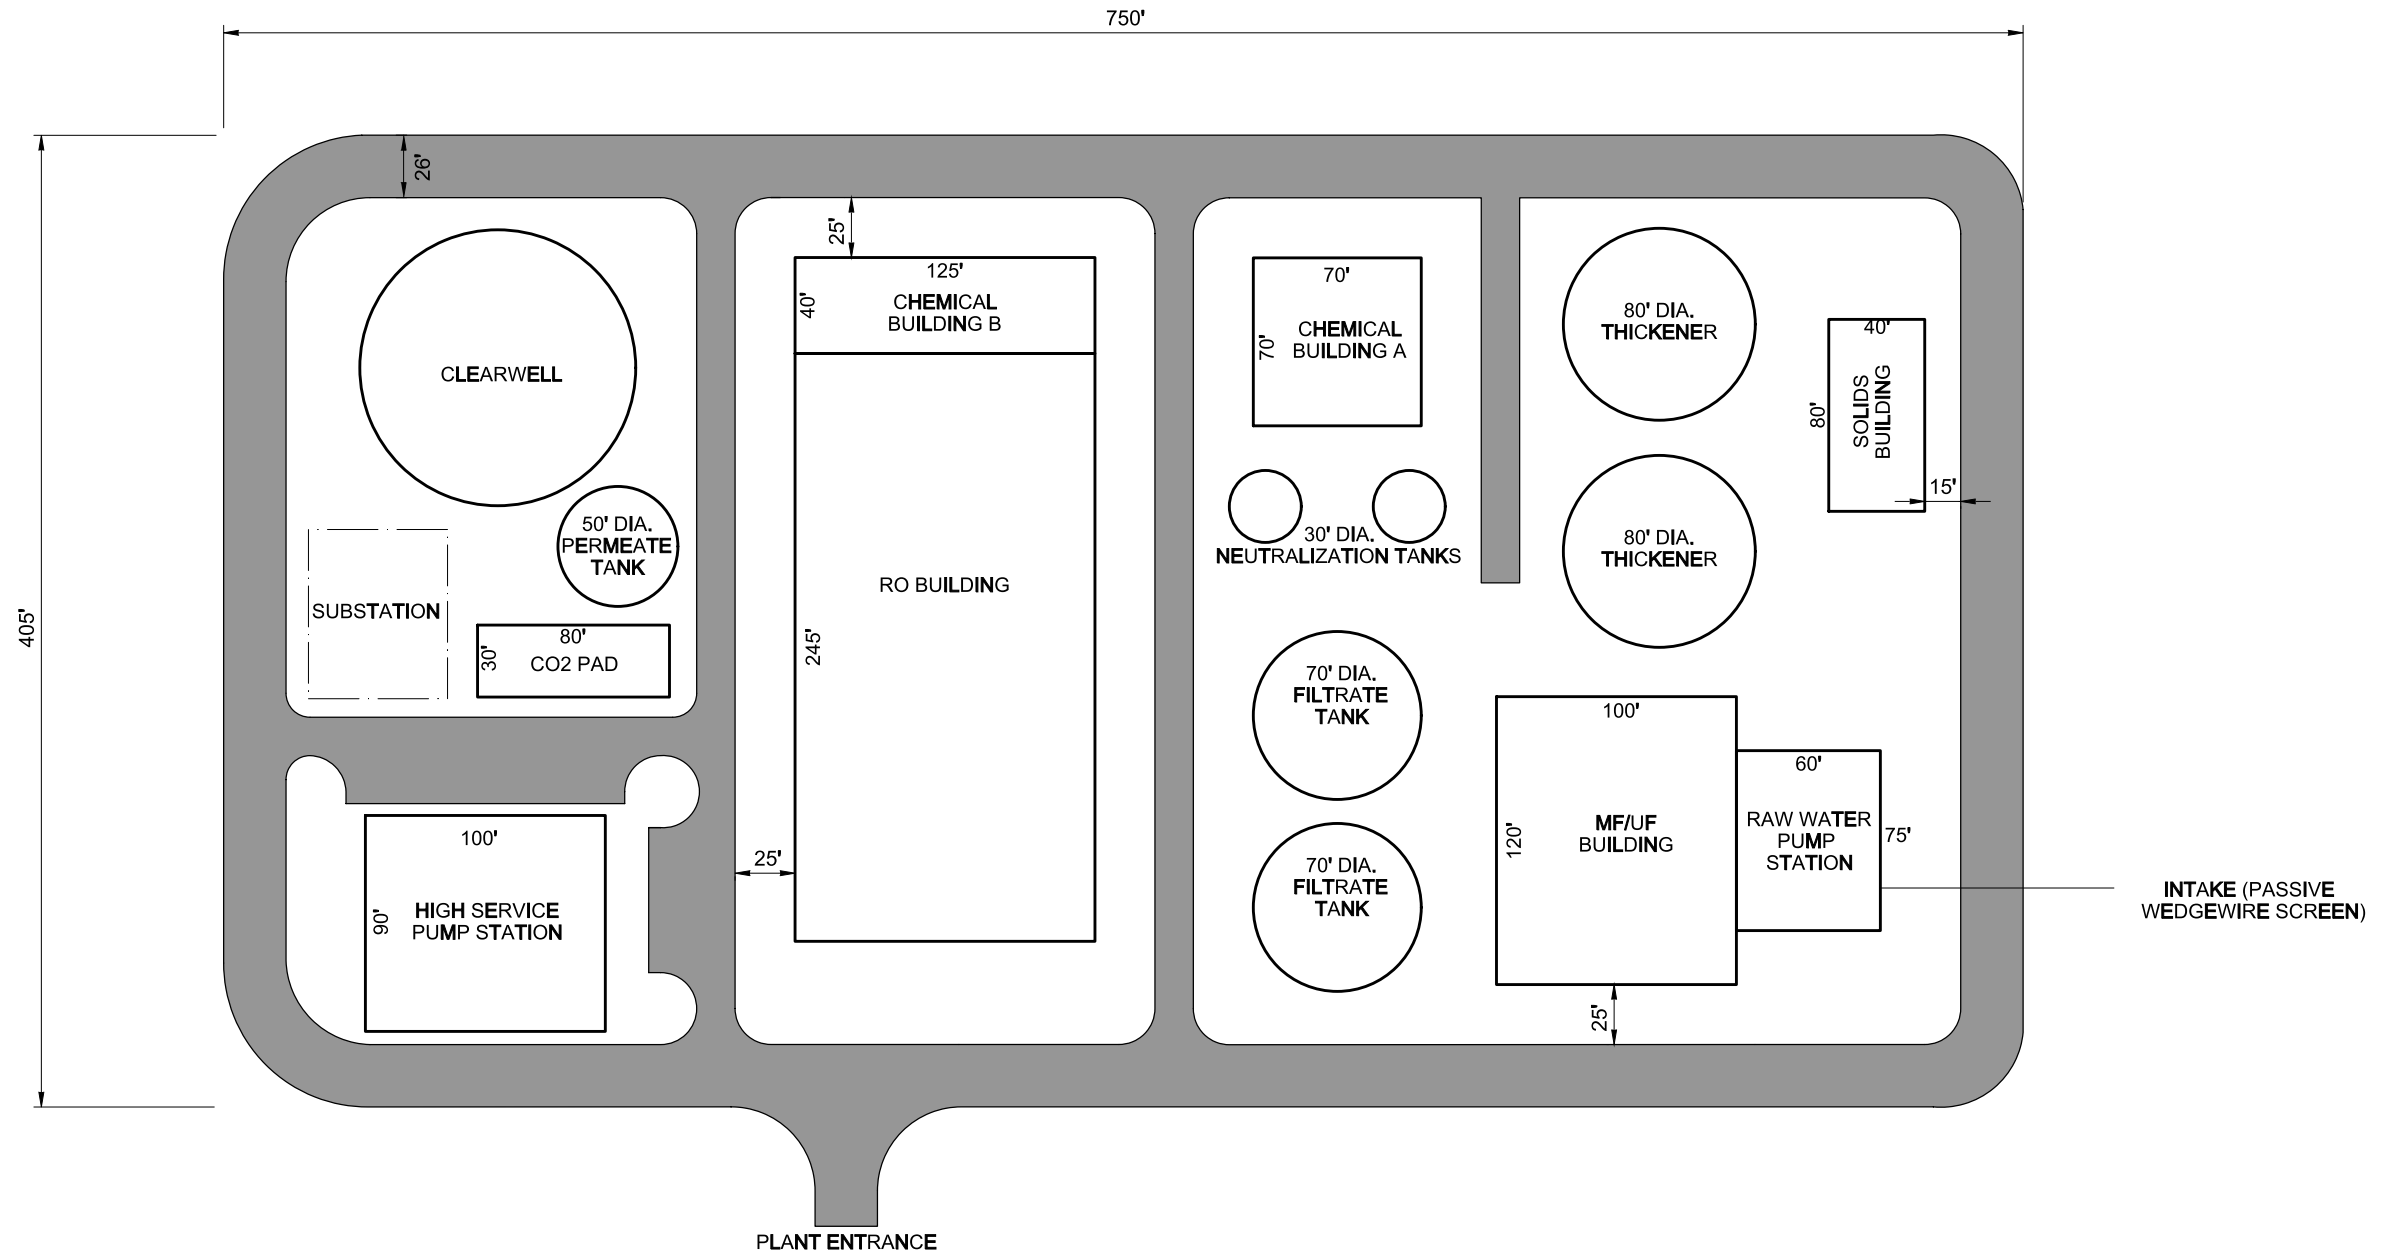 750'
405'
26'
CLEARWELL
50' DIA.
PERMEATE
TANK
SUBSTATION
80'
30'
CO2 PAD
100'
90'
HIGH SERVICE
PUMP STATION
25'
125'
40'
CHEMICAL
BUILDING B
RO BUILDING
245'
25'
70'
70'
CHEMICAL
BUILDING A
30' DIA.
NEUTRALIZATION TANKS
70' DIA.
FILTRATE
TANK
70' DIA.
FILTRATE
TANK
80' DIA.
THICKENER
80' DIA.
THICKENER
40'
80'
SOLIDS
BUILDING
15'
100'
120'
MF/UF
BUILDING
25'
60'
RAW WATER
PUMP
STATION
75'
INTAKE (PASSIVE
WEDGEWIRE SCREEN)
PLANT ENTRANCE